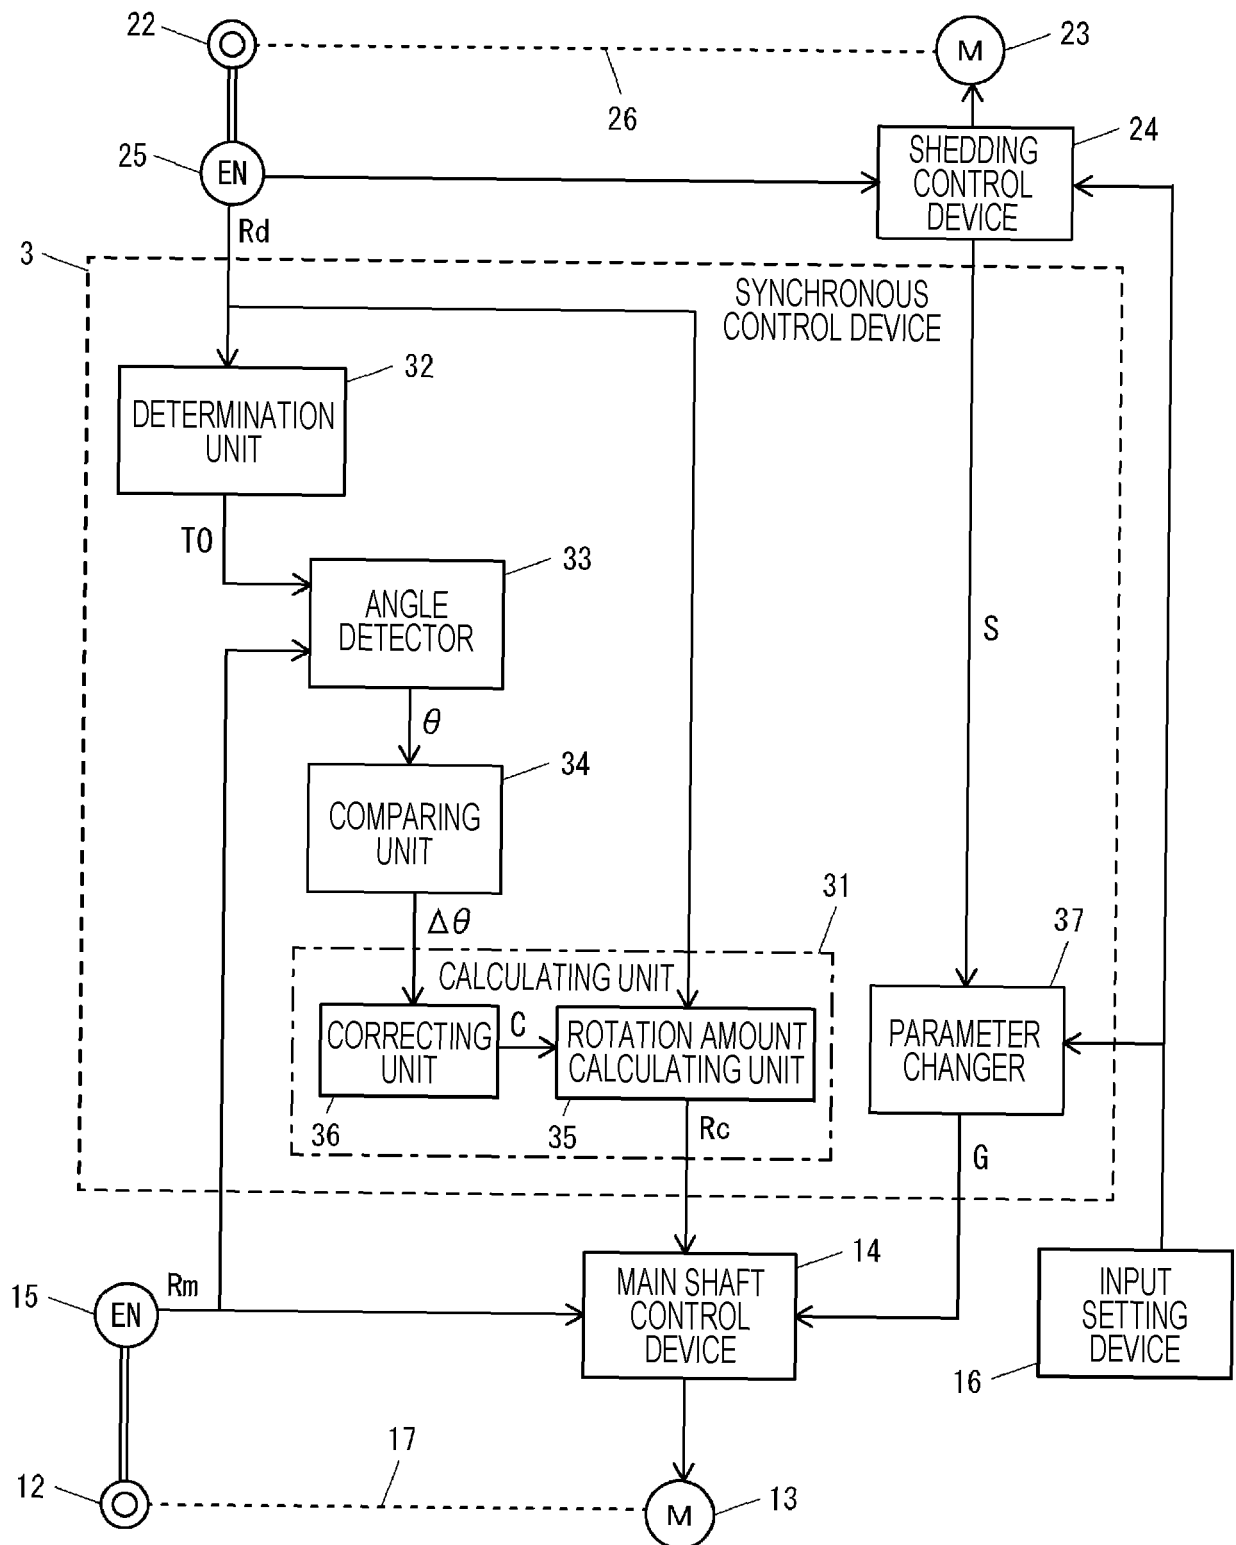 22
M
23
26
24
SHEDDING
CONTROL
DEVICE
25
EN
Rd
3
SYNCHRONOUS
CONTROL DEVICE
32
DETERMINATION
UNIT
T0
33
ANGLE
DETECTOR
S
θ
34
COMPARING
UNIT
31
Δθ
37
CALCULATING UNIT
CORRECTING
UNIT
C
ROTATION AMOUNT
CALCULATING UNIT
PARAMETER
CHANGER
36
35
Rc
G
14
15
EN
Rm
MAIN SHAFT
CONTROL
DEVICE
INPUT
SETTING
DEVICE
16
17
12
M
13